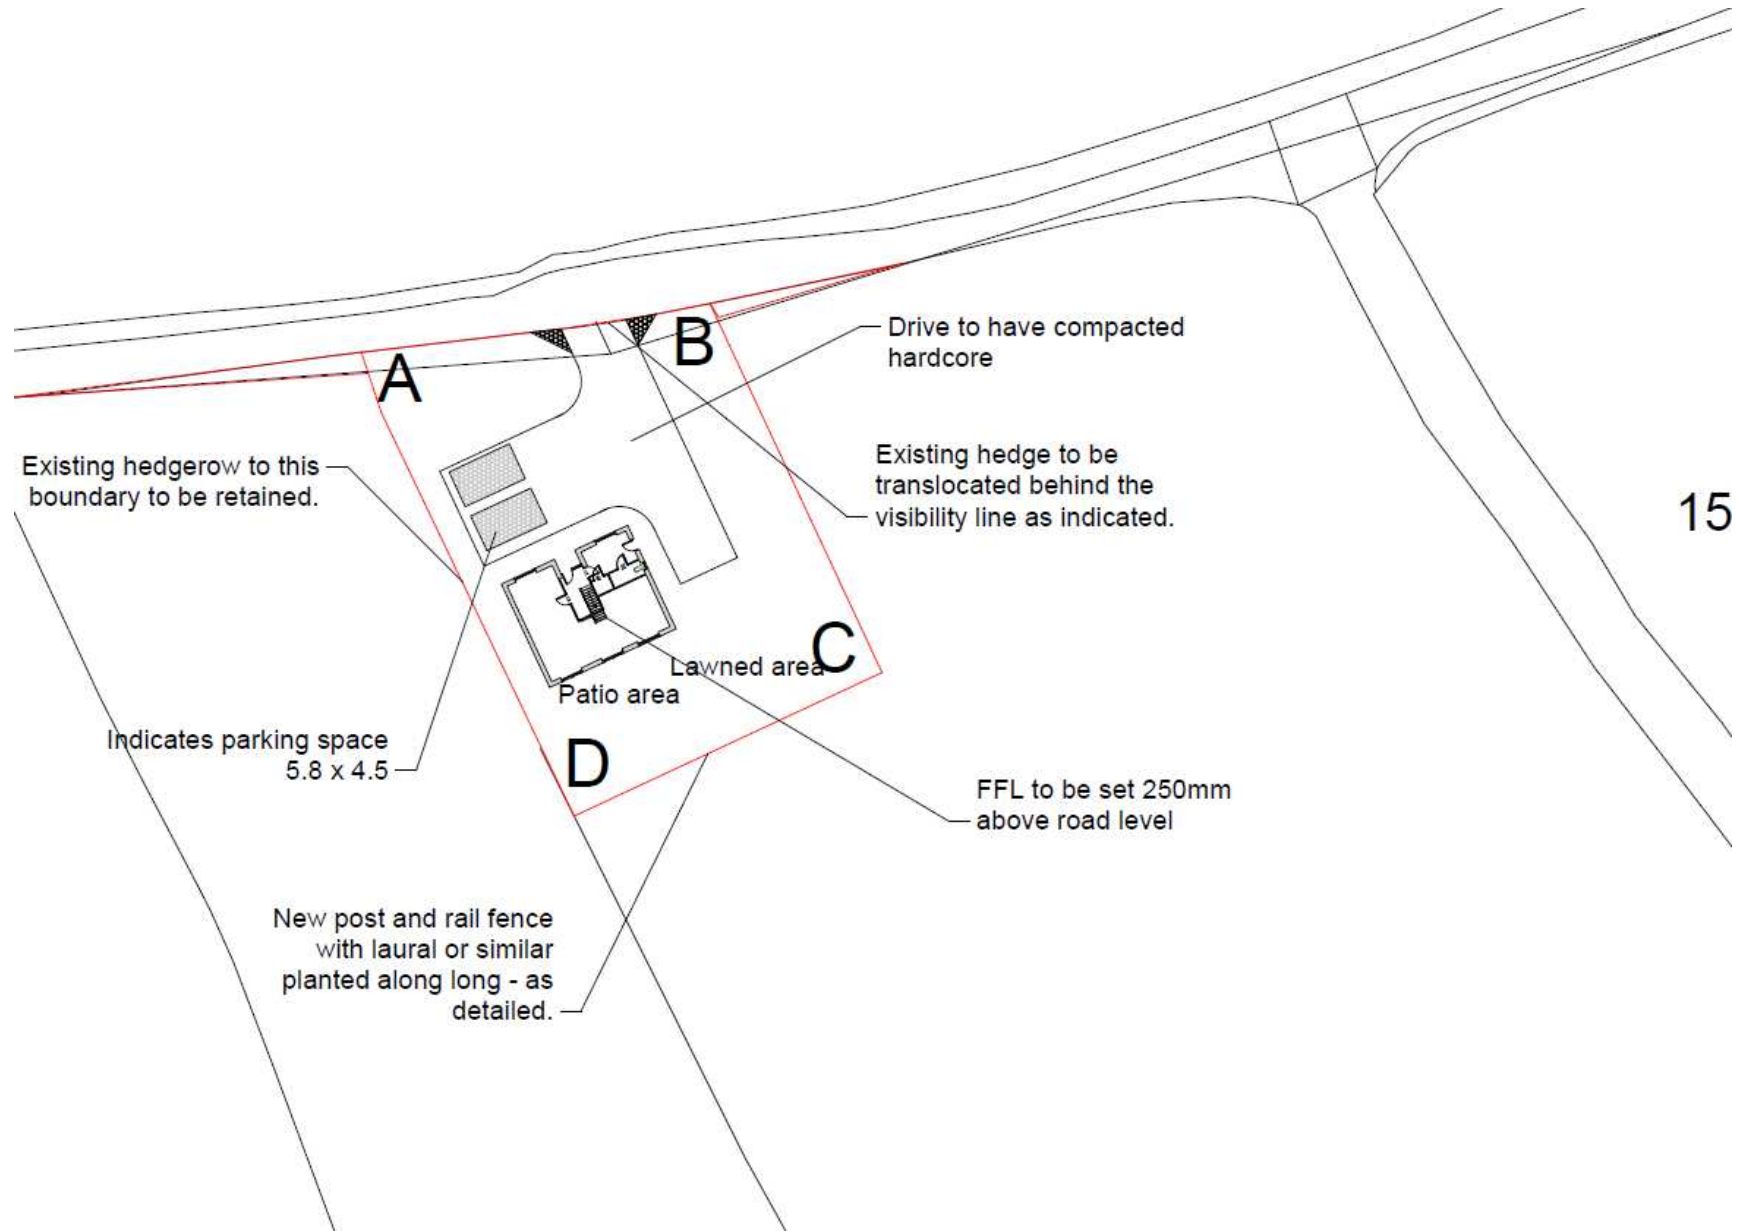 A
B
Drive to have compacted
hardcore
Existing hedgerow to this
boundary to be retained.
Existing hedge to be
translocated behind the
visibility line as indicated.
15
C
Lawned area
Patio area
Indicates parking space
5.8 x 4.5
D
FFL to be set 250mm
above road level
New post and rail fence
with laural or similar
planted along long - as
detailed.